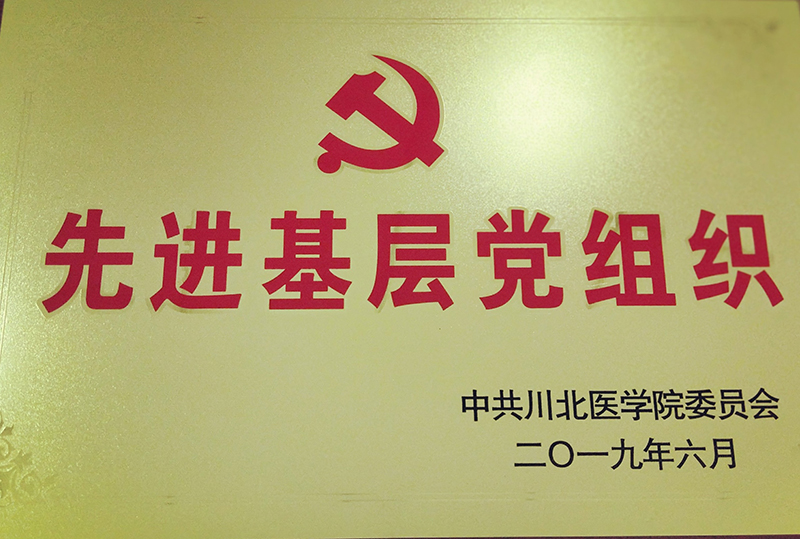 先进基层党组织
中共川北医学院委员会
二〇一九年六月